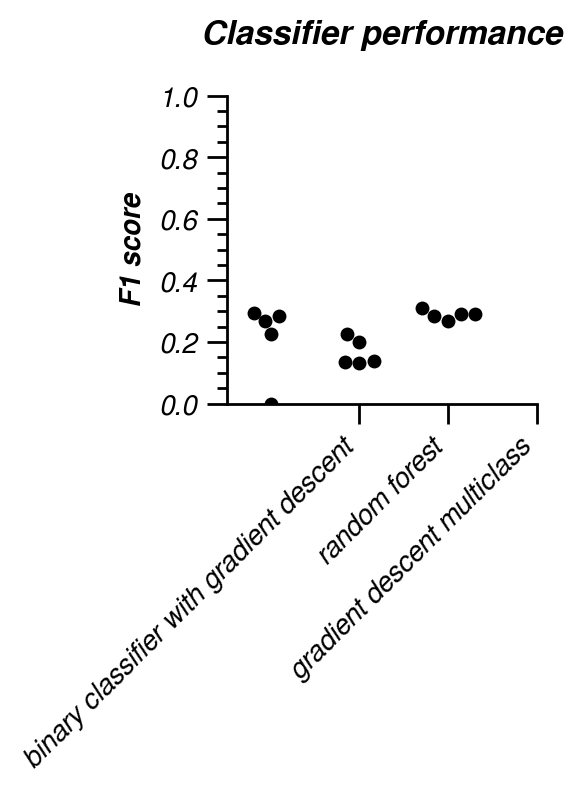 Classifier performance
1.0
0.8
0.6
0.4
0.2
0.0
F1 score
binary classifier with gradient descent
random forest
gradient descent multiclass